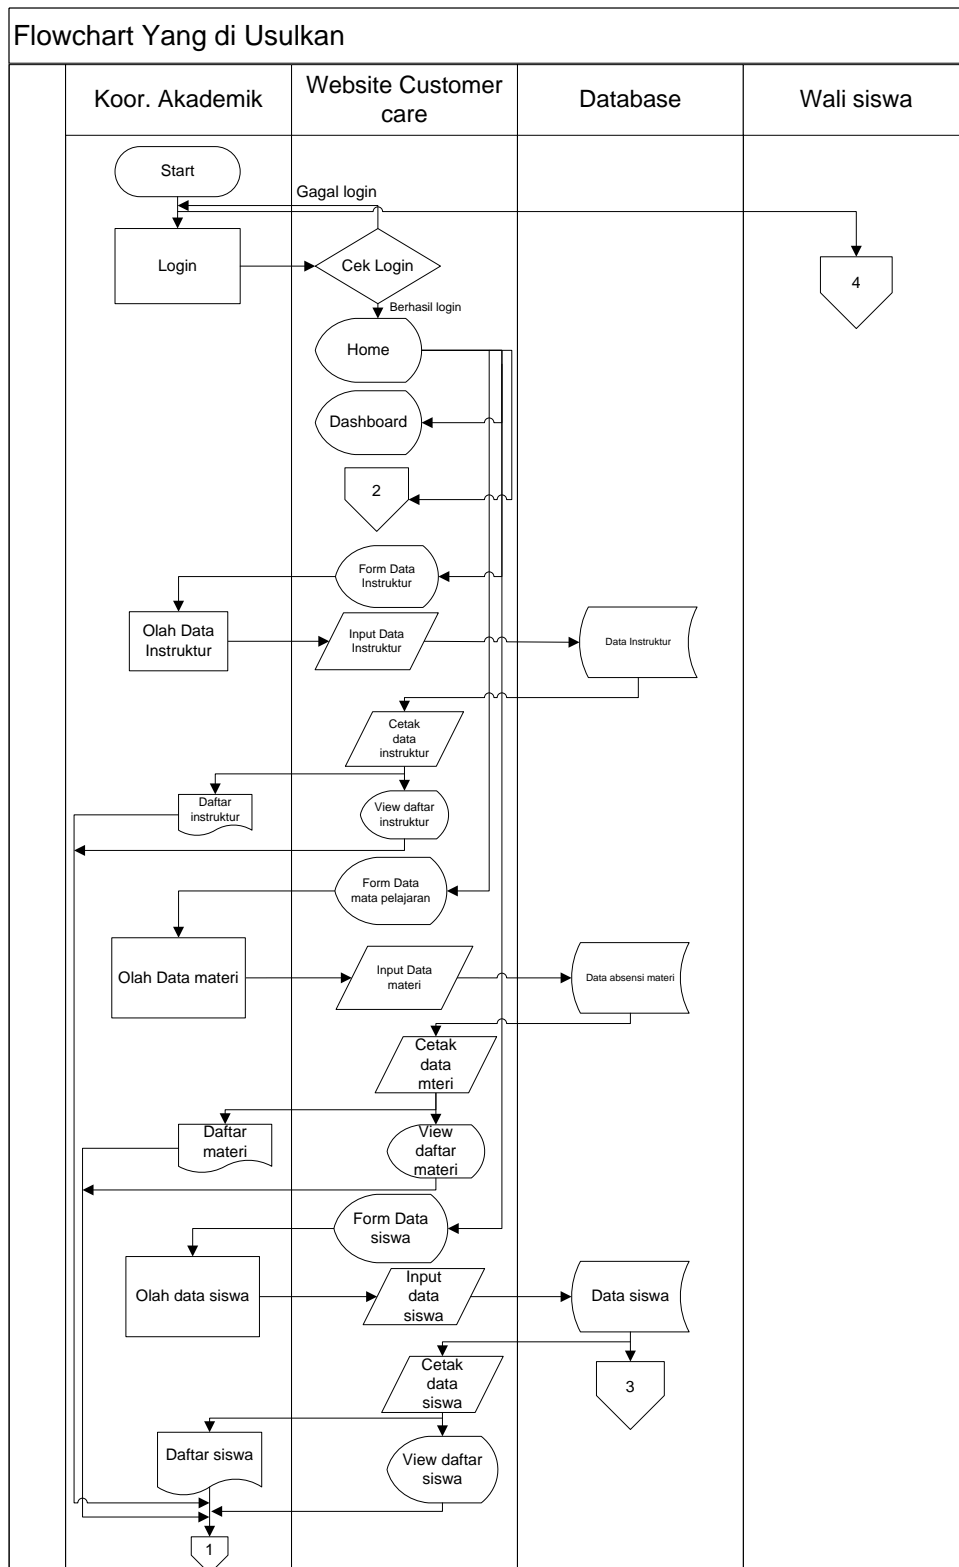 Flowchart Yang di Usulkan
Koor. Akademik
Website Customer
care
Database
Wali siswa
Start
Gagal login
Login
Cek Login
4
Berhasil login
Home
Dashboard
2
Form Data
Instruktur
Olah Data
Instruktur
Input Data
Instruktur
Data Instruktur
Cetak
data
instruktur
Daftar
instruktur
View daftar
instruktur
Form Data
mata pelajaran
Olah Data materi
Input Data
materi
Data absensi materi
Cetak
data
mteri
Daftar
materi
View
daftar
materi
Form Data
siswa
Olah data siswa
Input
data
siswa
Data siswa
Cetak
data
siswa
3
Daftar siswa
View daftar
siswa
1